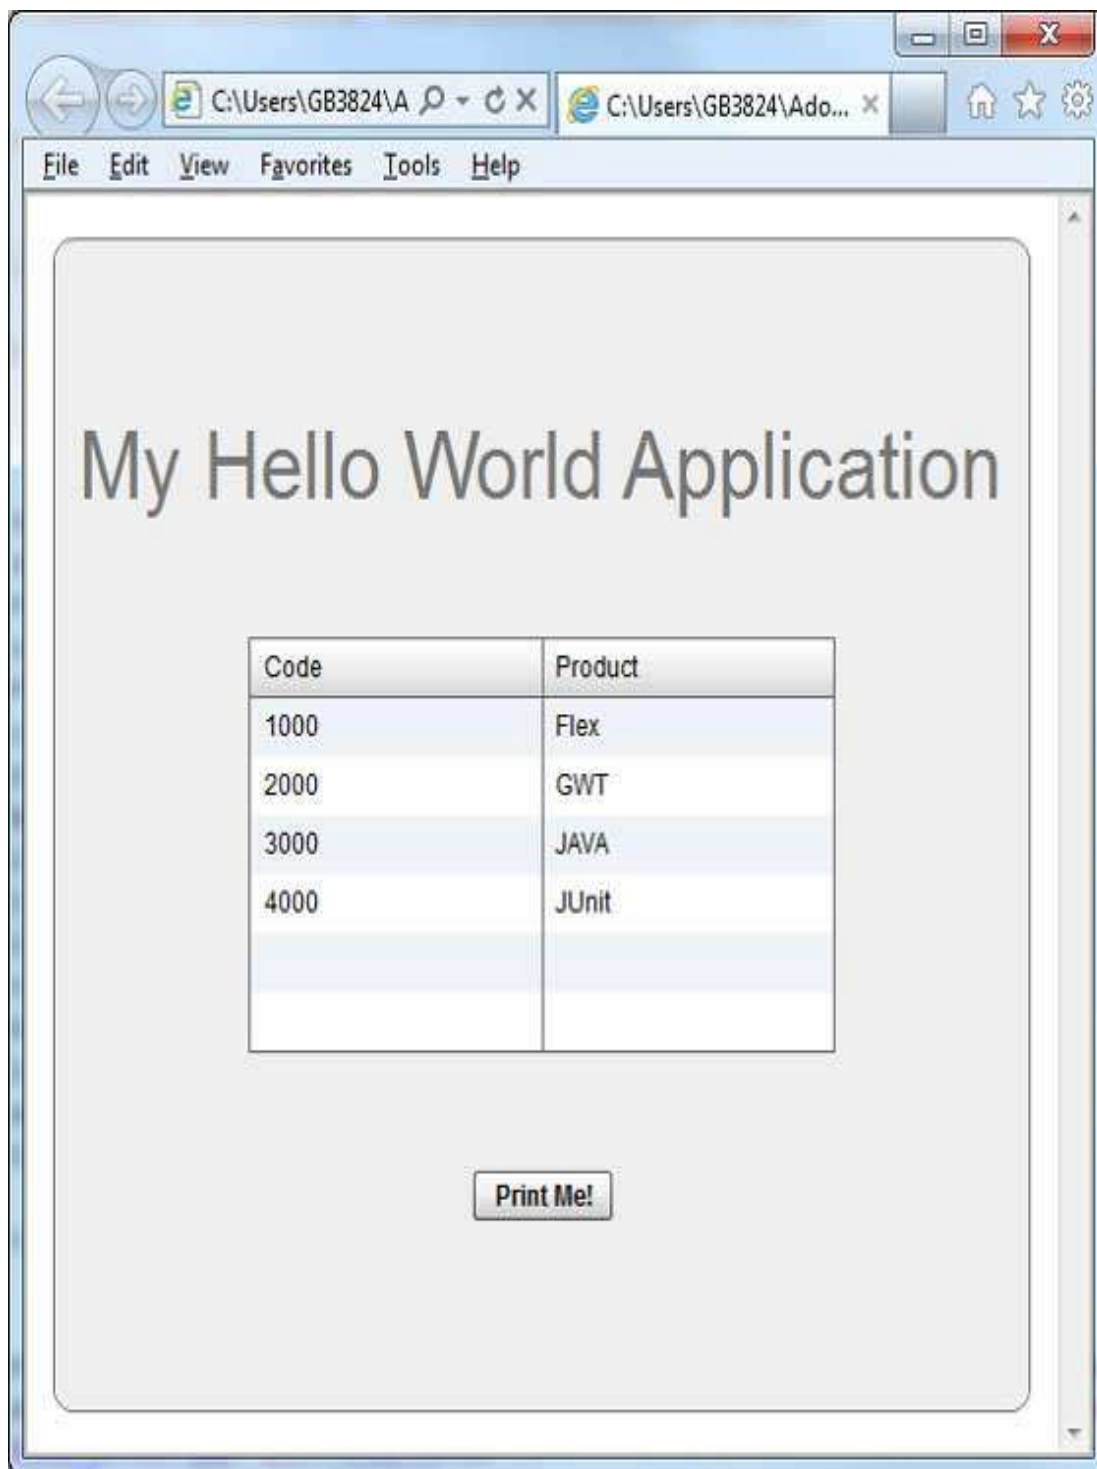 C:\Users\GB3824\A C:\Users\GB3824\Ado...
File Edit View Favorites Tools Help
My Hello World Application
Code Product
1000 Flex
2000 GWT
3000 JAVA
4000 JUnit
Print Me!